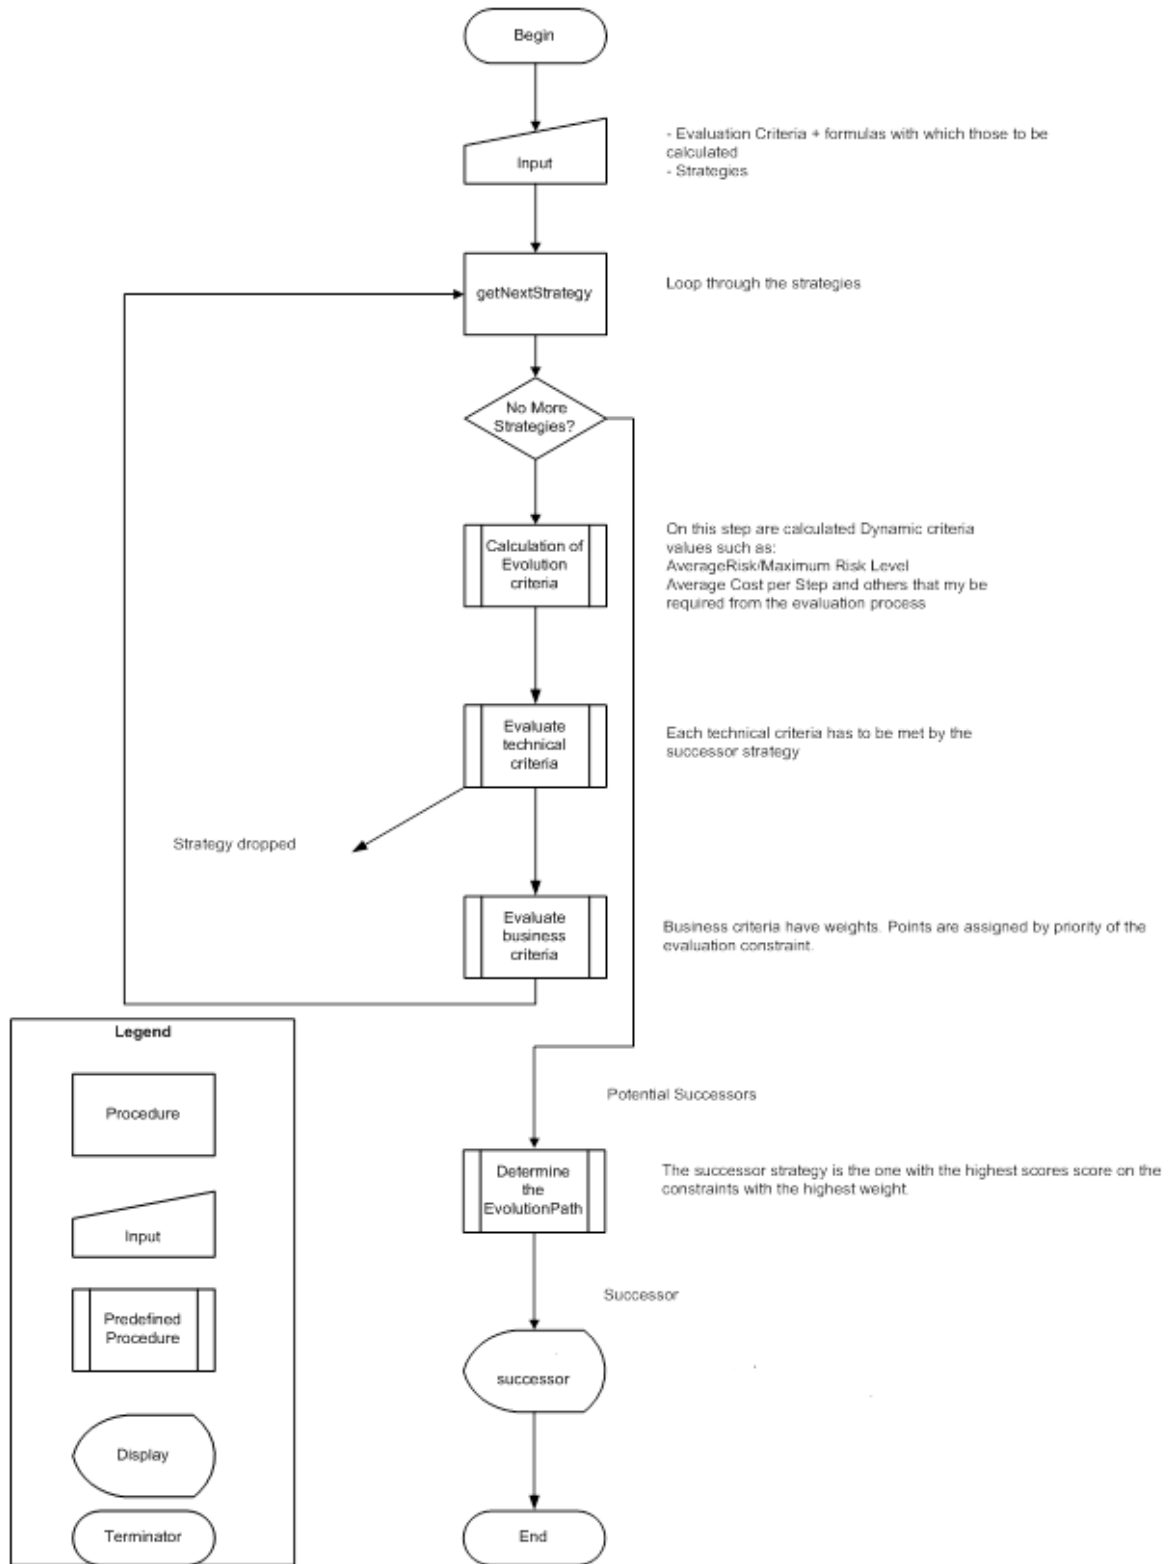 Begin
Input
- Evaluation Criteria + formulas with which those to be
calculated
- Strategies
getNextStrategy
Loop through the strategies
No More
Strategies?
Calculation of
Evolution
criteria
On this step are calculated Dynamic criteria
values such as:
AverageRisk/Maximum Risk Level
Average Cost per Step and others that my be
required from the evaluation process
Evaluate
technical
criteria
Each technical criteria has to be met by the
successor strategy
Strategy dropped
Evaluate
business
criteria
Business criteria have weights. Points are assigned by priority of the
evaluation constraint.
Potential Successors
Determine
the
EvolutionPath
The successor strategy is the one with the highest scores score on the
constraints with the highest weight.
Successor
successor
End
Legend
Procedure
Input
Predefined
Procedure
Display
Terminator